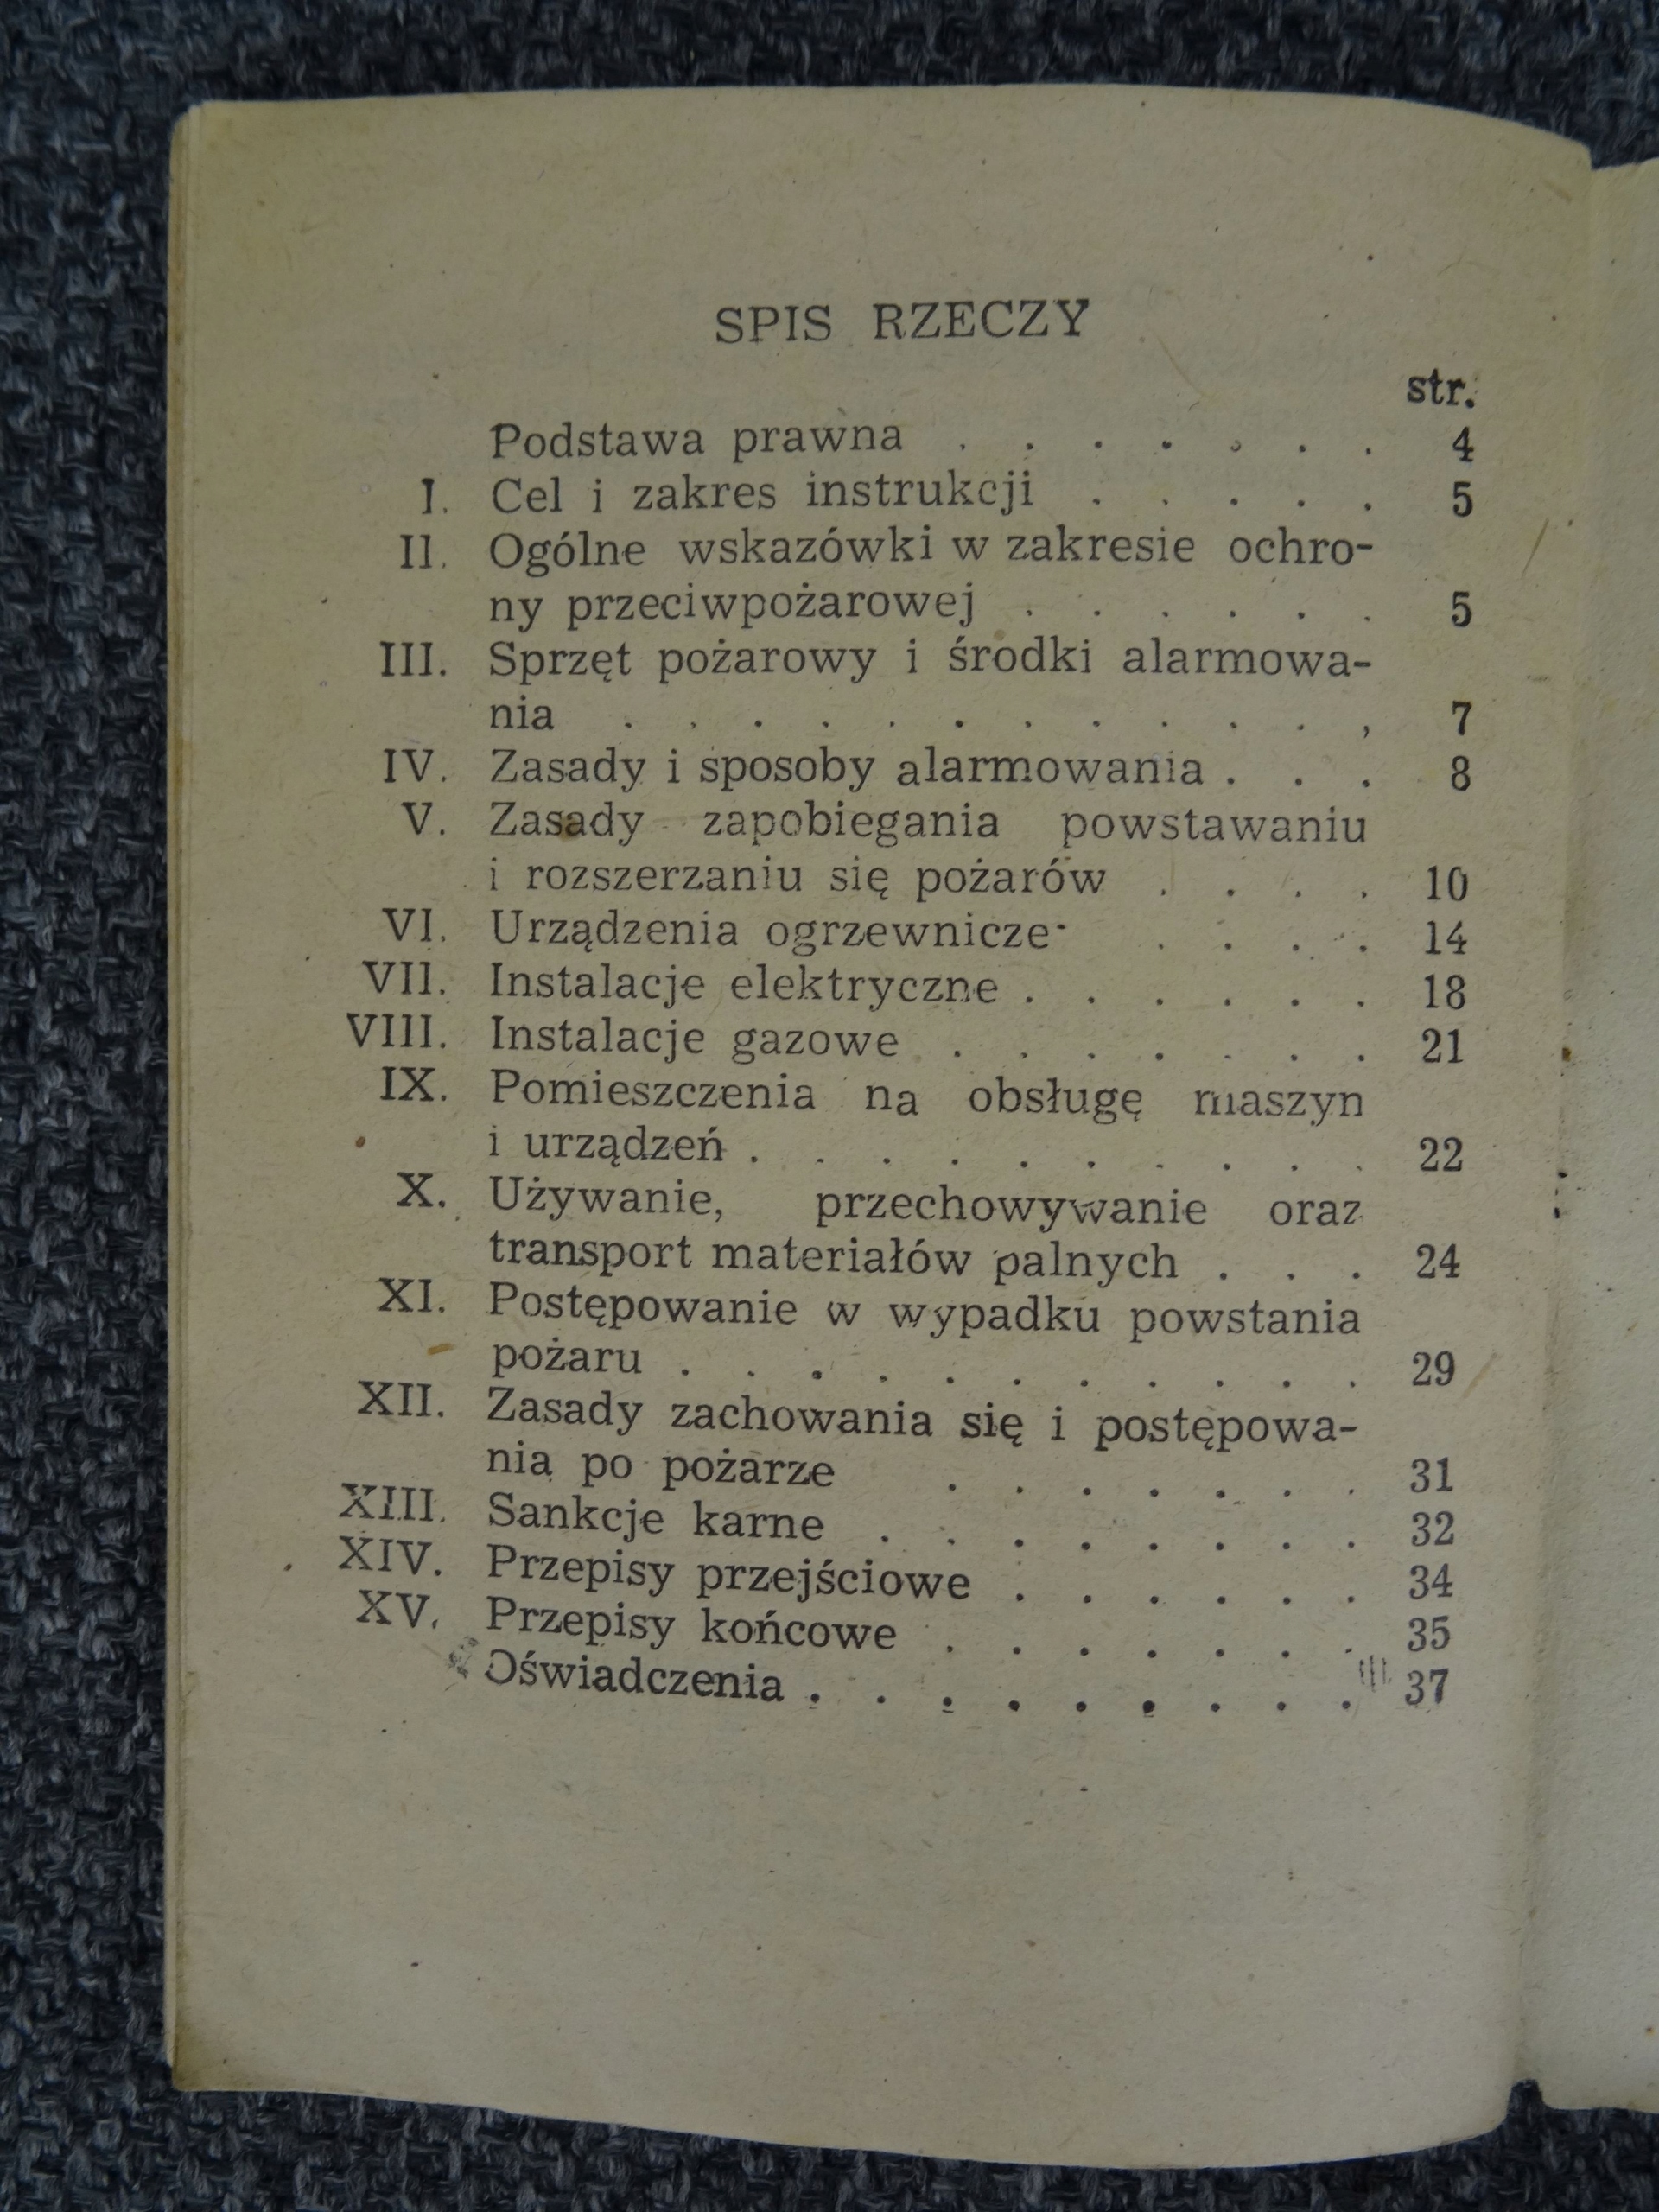 SPIS RZECZY
str.
Podstawa prawna . . . . . . . 4
I. Cel i zakres instrukcji . . . . . 5
II. Ogólne wskazówki w zakresie ochro-
ny przeciwpożarowej . . . . . . 5
III. Sprzęt pożarowy i środki alarmowa-
nia . . . . . . . . . . . , 7
IV. Zasady i sposoby alarmowania . . . 8
V. Zasady zapobiegania powstawaniu
i rozszerzaniu się pożarów . . . . 10
VI. Urządzenia ogrzewnicze . . . . 14
VII. Instalacje elektryczne . . . . . . 18
VIII. Instalacje gazowe . . . . . . . 21
IX. Pomieszczenia na obsługę maszyn
i urządzeń . . . . . . . . . . 22
X. Używanie, przechowywanie oraz
transport materiałów palnych . . . 24
XI. Postępowanie w wypadku powstania
pożaru . . . . . . . . . . . 29
XII. Zasady zachowania się i postępowa-
nia po pożarze . . . . . . . 31
XIII. Sankcje karne . . . . . . . . 32
XIV. Przepisy przejściowe . . . . . . 34
XV. Przepisy końcowe . . . . . . . 35
Oświadczenia . . . . . . . . . 37